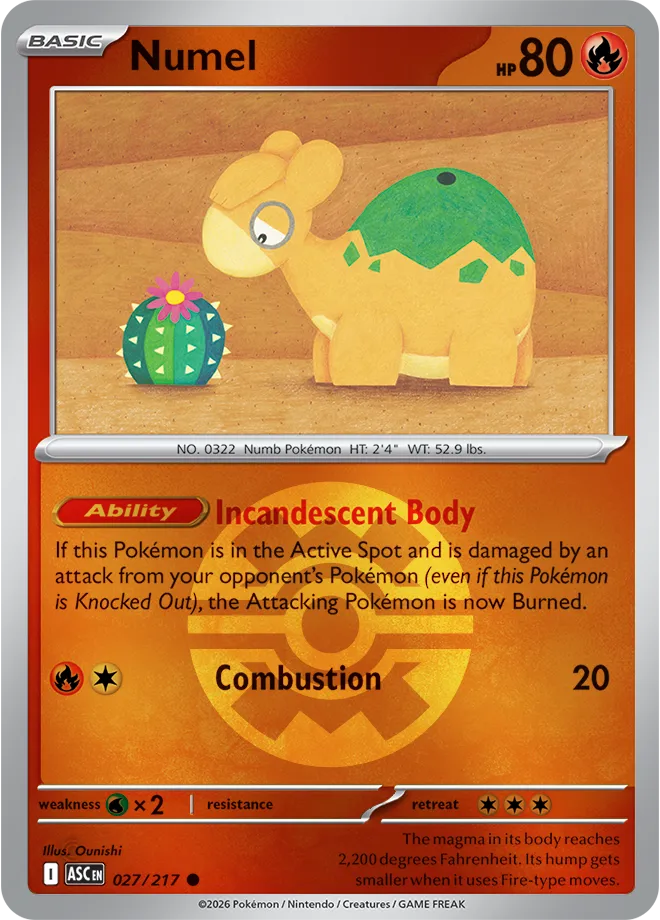 BASIC
Numel
HP 80
NO. 0322 Numb Pokémon HT: 2'4" WT: 52.9 lbs.
Ability Incandescent Body
If this Pokémon is in the Active Spot and is damaged by an
attack from your opponent's Pokémon (even if this Pokémon
is Knocked Out), the Attacking Pokémon is now Burned.
Combustion 20
weakness ×2 resistance retreat
Illus. Ounishi
I ASC EN 027/217
The magma in its body reaches
2,200 degrees Fahrenheit. Its hump gets
smaller when it uses Fire-type moves.
©2026 Pokémon / Nintendo / Creatures / GAME FREAK